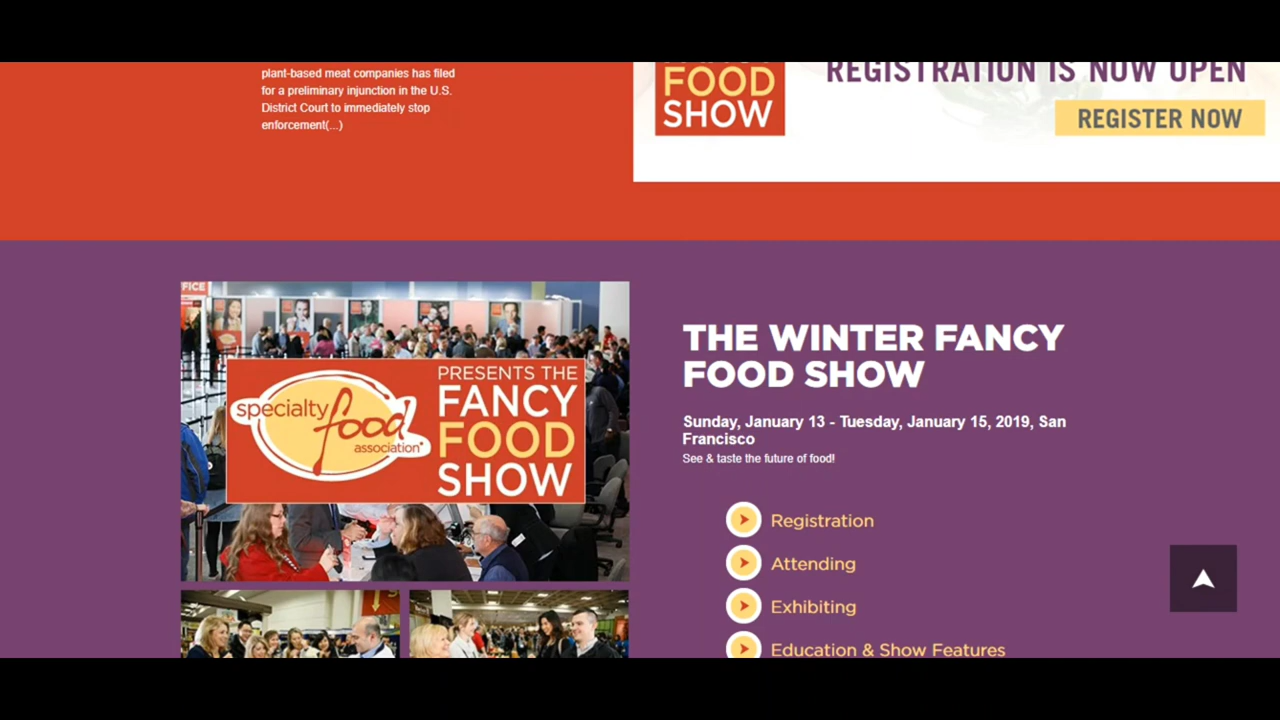 plant-based meat companies has filed
for a preliminary injunction in the U.S.
District Court to immediately stop
enforcement(...)
FANCY
FOOD
SHOW
REGISTRATION IS NOW OPEN
REGISTER NOW
FICE
specialty
food
association
PRESENTS THE
FANCY
FOOD
SHOW
THE WINTER FANCY
FOOD SHOW
Sunday, January 13 - Tuesday, January 15, 2019, San
Francisco
See & taste the future of food!
Registration
Attending
Exhibiting
Education & Show Features